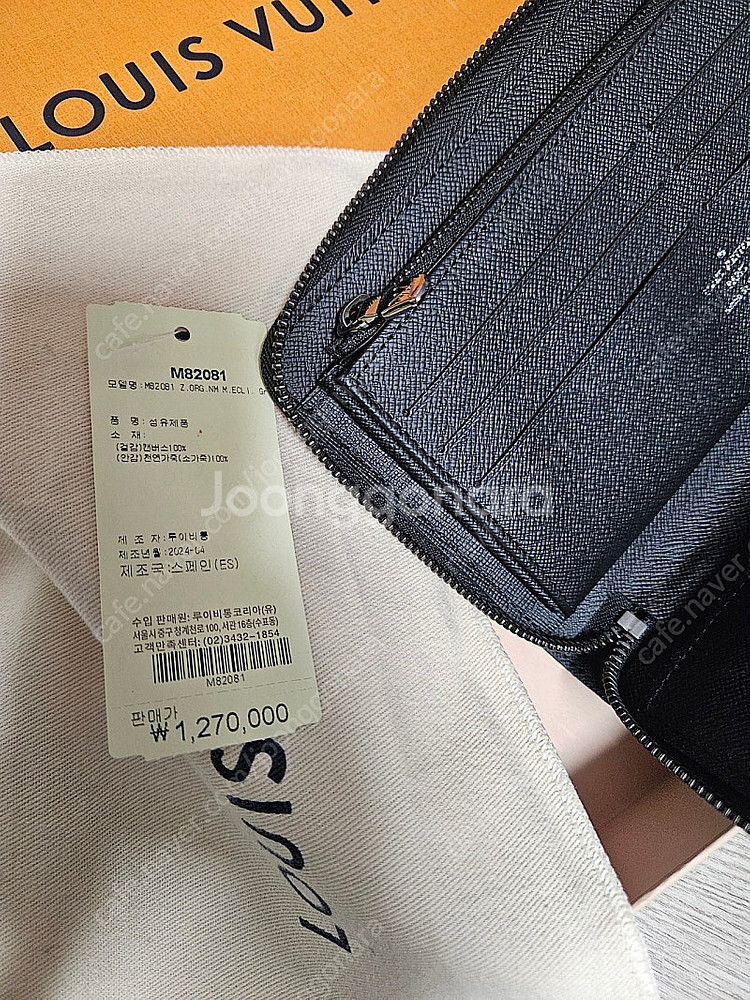 LOUIS VUI
M82081
모델명:M82081 Z.ORG.NM M.ECLI. Gr
품 명:섬유제품
소 재:
(겉감)캔버스100%
(안감)천연가죽(소가죽)100%
제 조 자:루이비통
제조년월:2024-04
제조국:스페인(ES)
수입 판매원: 루이비통코리아(유)
서울시 중구 청계천로 100, 서관 16층(수표동)
고객만족센터: (02)3432-1854
M82081
판매가
₩1,270,000
LOUIS
Joonggonara
cafe.naver